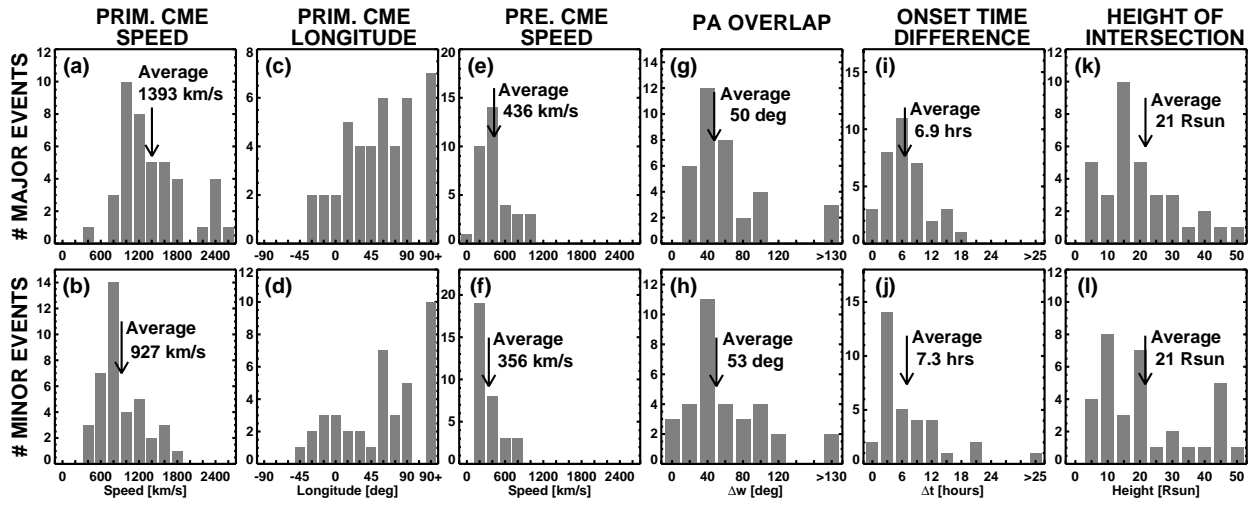 PRIM. CME SPEED
PRIM. CME LONGITUDE
PRE. CME SPEED
PA OVERLAP
ONSET TIME DIFFERENCE
HEIGHT OF INTERSECTION
# MAJOR EVENTS
12
10
8
6
4
2
0
(a)
Average
1393 km/s
0 600 1200 1800 2400
8
6
4
2
0
(c)
-90 -45 0 45 90 90+
20
15
10
5
0
(e)
Average
436 km/s
0 600 1200 1800 2400
14
12
10
8
6
4
2
0
(g)
Average
50 deg
0 40 80 120 >130
15
10
5
0
(i)
Average
6.9 hrs
0 6 12 18 >25
12
10
8
6
4
2
0
(k)
Average
21 Rsun
0 10 20 30 40 50
# MINOR EVENTS
14
12
10
8
6
4
2
0
(b)
Average
927 km/s
0 600 1200 1800 2400
Speed [km/s]
8
6
4
2
0
(d)
-90 -45 0 45 90 90+
Longitude [deg]
20
15
10
5
0
(f)
Average
356 km/s
0 600 1200 1800 2400
Speed [km/s]
12
10
8
6
4
2
0
(h)
Average
53 deg
0 40 80 120 >130
Δw [deg]
15
10
5
0
(j)
Average
7.3 hrs
0 6 12 18 >25
Δt [hours]
10
8
6
4
2
0
(l)
Average
21 Rsun
0 10 20 30 40 50
Height [Rsun]